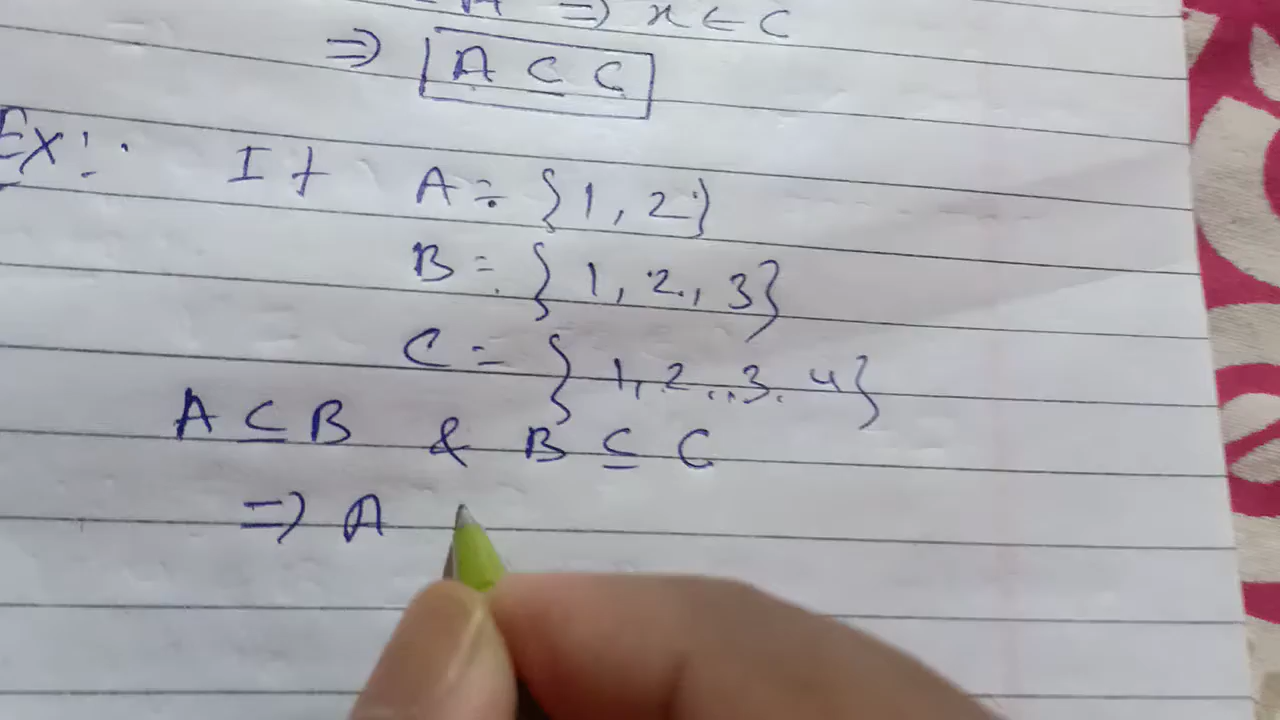 ⇒ x ∈ C
⇒ A ⊆ C
Ex:- If A = {1, 2}
B = {1, 2, 3}
C = {1, 2, 3, 4}
A ⊆ B & B ⊆ C
⇒ A